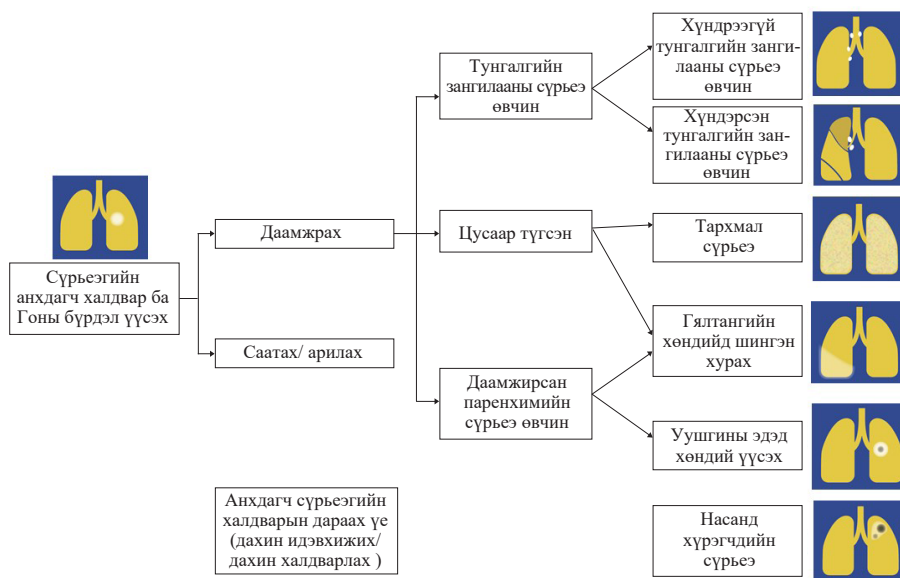 Сүрьеэгийн
анхдагч халдвар ба
Гоны бүрдэл үүсэх
Даамжрах
Саатах/ арилах
Анхдагч сүрьеэгийн
халдварын дараах үе
(дахин идэвхижих/
дахин халдварлах )
Тунгалгийн
зангилааны сүрьеэ
өвчин
Цусаар түгсэн
Даамжирсан
паренхимийн
сүрьеэ өвчин
Хүндрээгүй
тунгалгийн занги-
лааны сүрьеэ
өвчин
Хүндэрсэн
тунгалгийн зан-
гилааны сүрьеэ
өвчин
Тархмал
сүрьеэ
Гялтангийн
хөндийд шингэн
хурах
Уушгины эдэд
хөндий үүсэх
Насанд
хүрэгчдийн
сүрьеэ